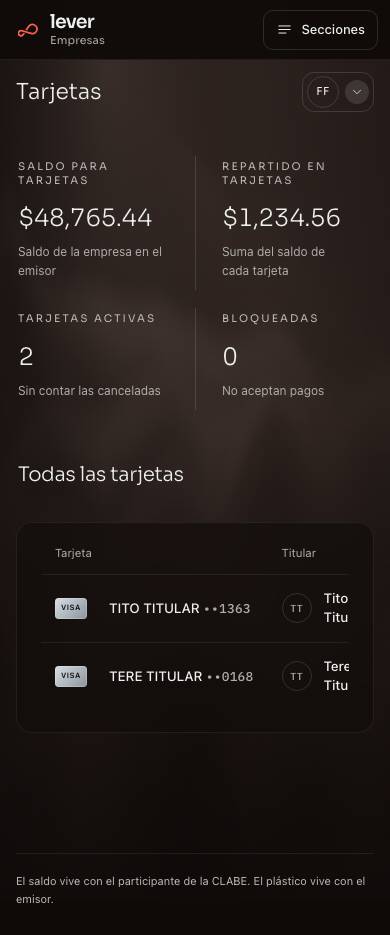 lever
Empresas
Secciones
Tarjetas
FF
SALDO PARA
TARJETAS
$48,765.44
Saldo de la empresa en el
emisor
REPARTIDO EN
TARJETAS
$1,234.56
Suma del saldo de
cada tarjeta
TARJETAS ACTIVAS
2
Sin contar las canceladas
BLOQUEADAS
0
No aceptan pagos
Todas las tarjetas
Tarjeta
Titular
VISA
TITO TITULAR ••1363
TT
Tito
Titu
VISA
TERE TITULAR ••0168
TT
Tere
Titu
El saldo vive con el participante de la CLABE. El plástico vive con el
emisor.